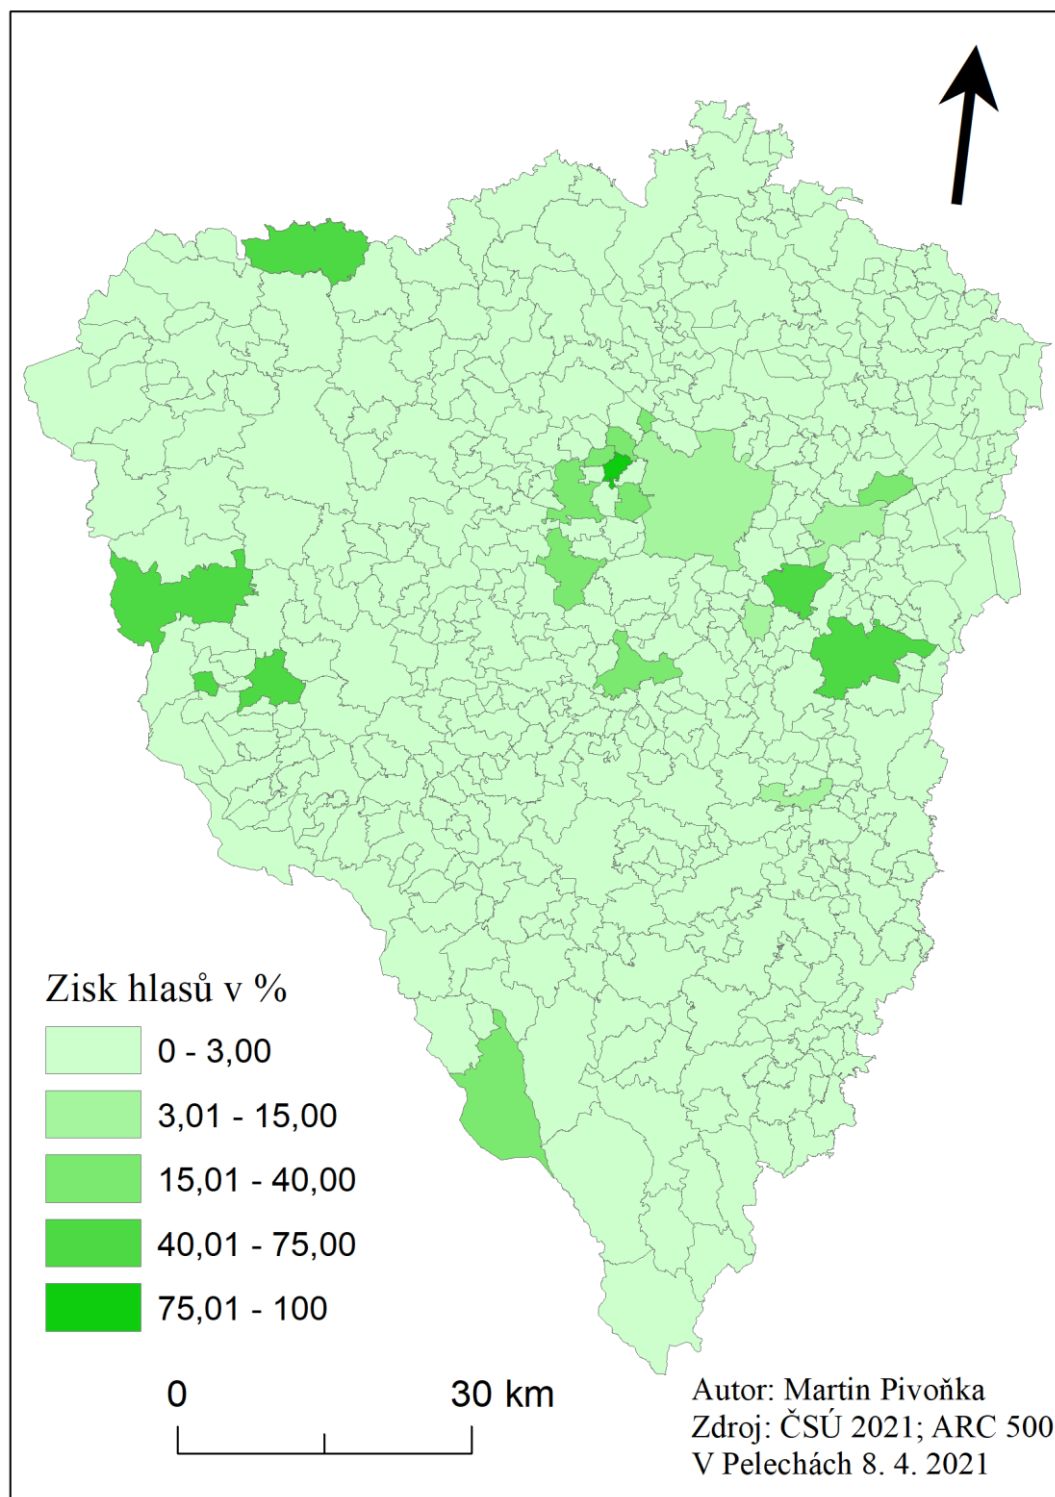 Zisk hlasů v %
0 - 3,00
3,01 - 15,00
15,01 - 40,00
40,01 - 75,00
75,01 - 100
0 30 km
Autor: Martin Pivoňka
Zdroj: ČSÚ 2021; ARC 500
V Pelechách 8. 4. 2021